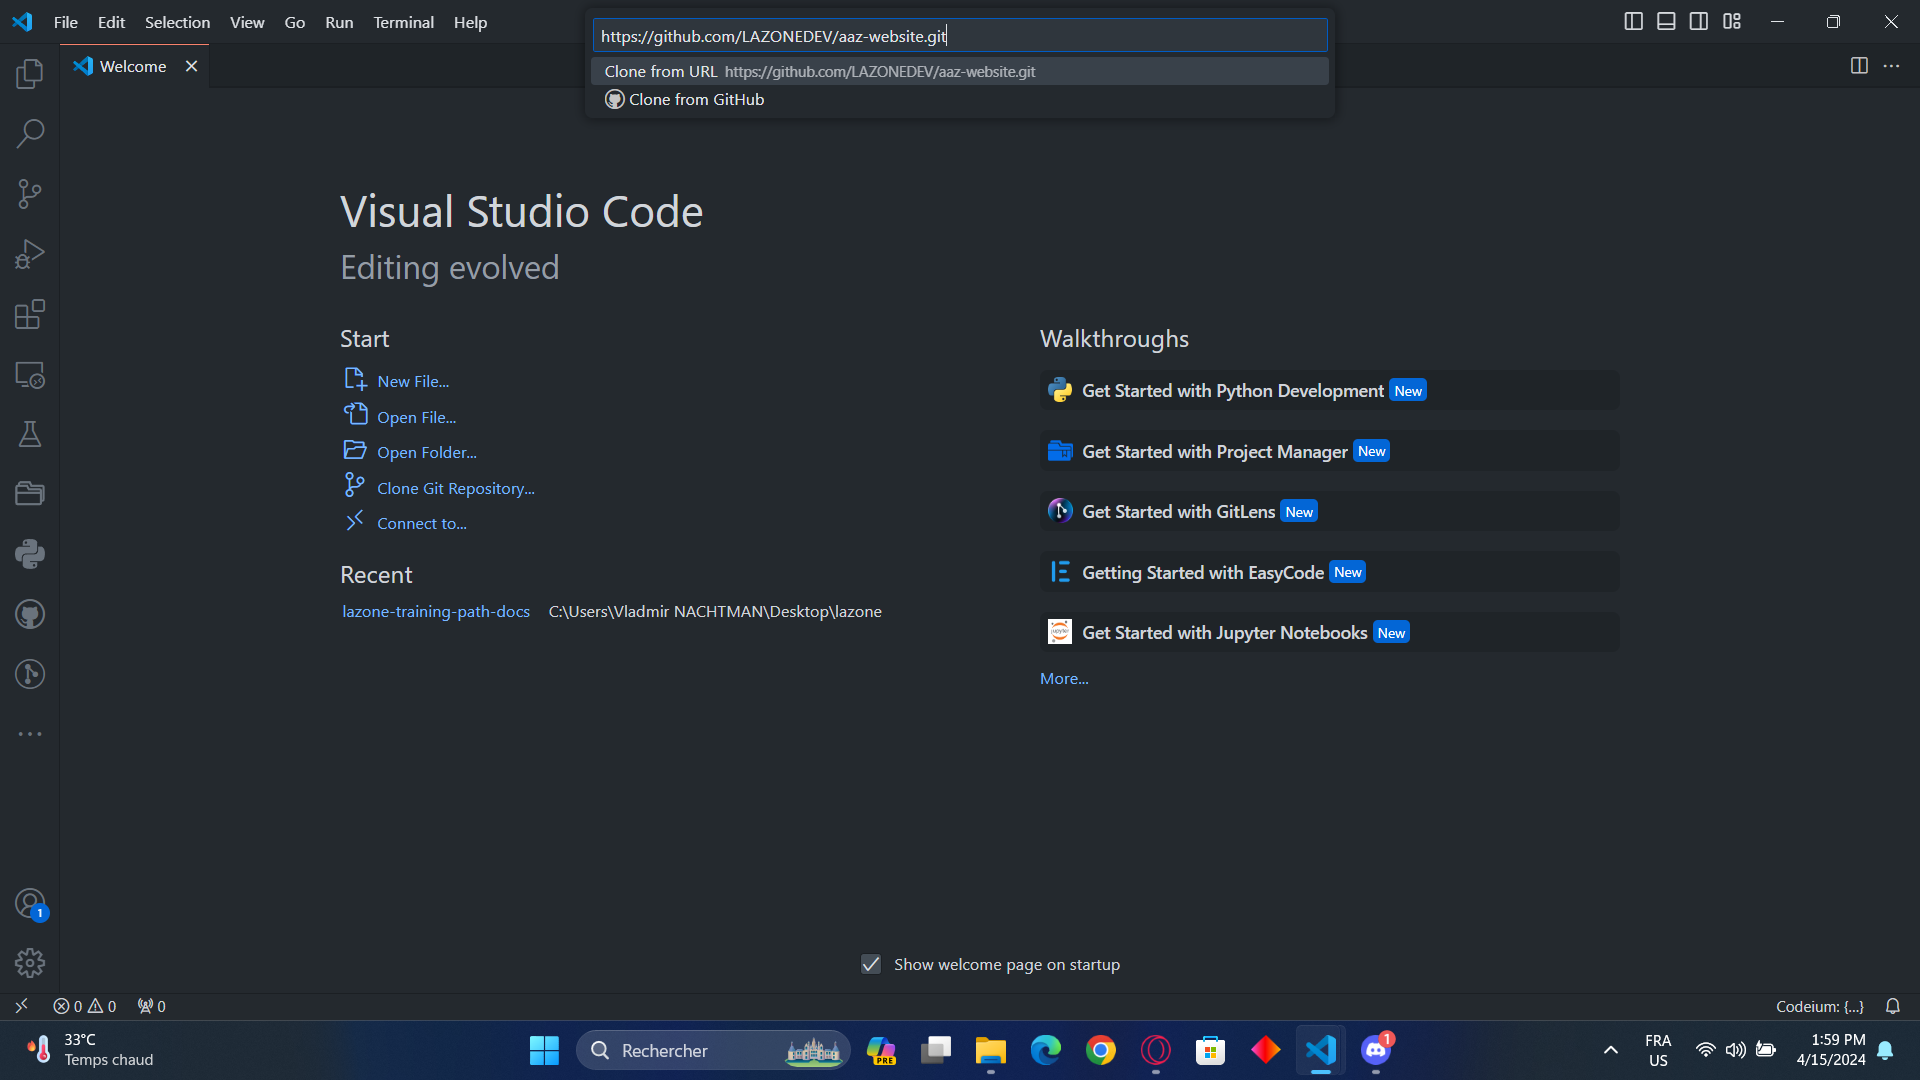 File Edit Selection View Go Run Terminal Help
https://github.com/LAZONEDEV/aaz-website.git
Clone from URL https://github.com/LAZONEDEV/aaz-website.git
Clone from GitHub
Welcome
Visual Studio Code
Editing evolved
Start
New File...
Open File...
Open Folder...
Clone Git Repository...
Connect to...
Recent
lazone-training-path-docs C:\Users\Vladmir NACHTMAN\Desktop\lazone
Walkthroughs
Get Started with Python Development New
Get Started with Project Manager New
Get Started with GitLens New
Getting Started with EasyCode New
jupyter Get Started with Jupyter Notebooks New
More...
1
Show welcome page on startup
0 0 0
Codeium: {...}
33°C
Temps chaud
Rechercher
PRE
1
FRA
US
1:59 PM
4/15/2024